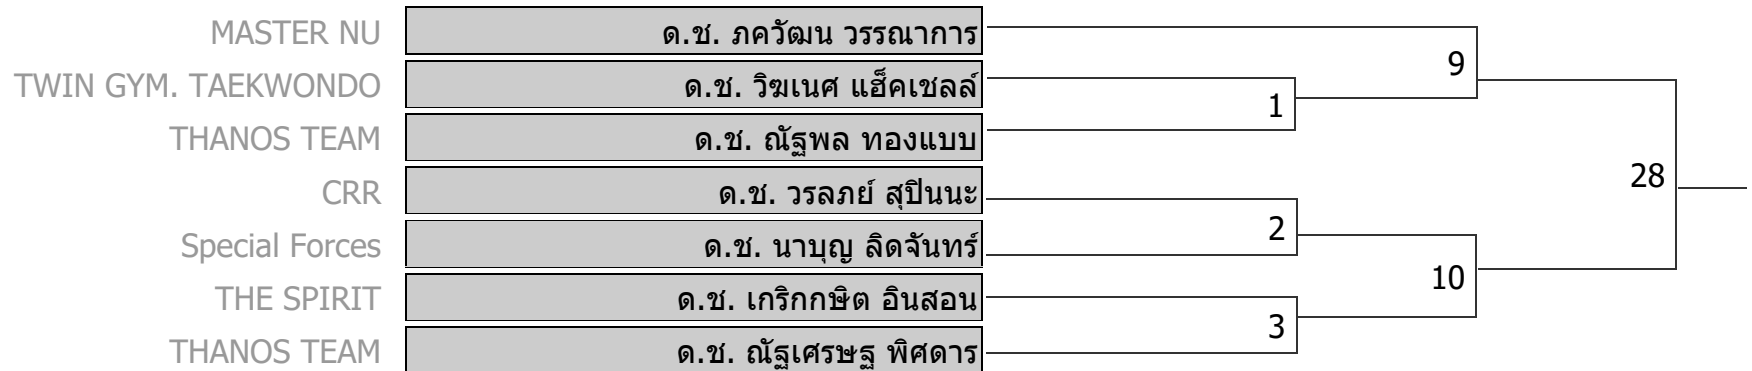 MASTER NU ด.ช. ภควัฒน วรรณาการ
9
TWIN GYM. TAEKWONDO ด.ช. วิฆเนศ แฮ็คเชลล์
1
THANOS TEAM ด.ช. ณัฐพล ทองแบบ
28
CRR ด.ช. วรลภย์ สุปินนะ
2
Special Forces ด.ช. นาบุญ ลิดจันทร์
10
THE SPIRIT ด.ช. เกริกกษิต อินสอน
3
THANOS TEAM ด.ช. ณัฐเศรษฐ พิศดาร